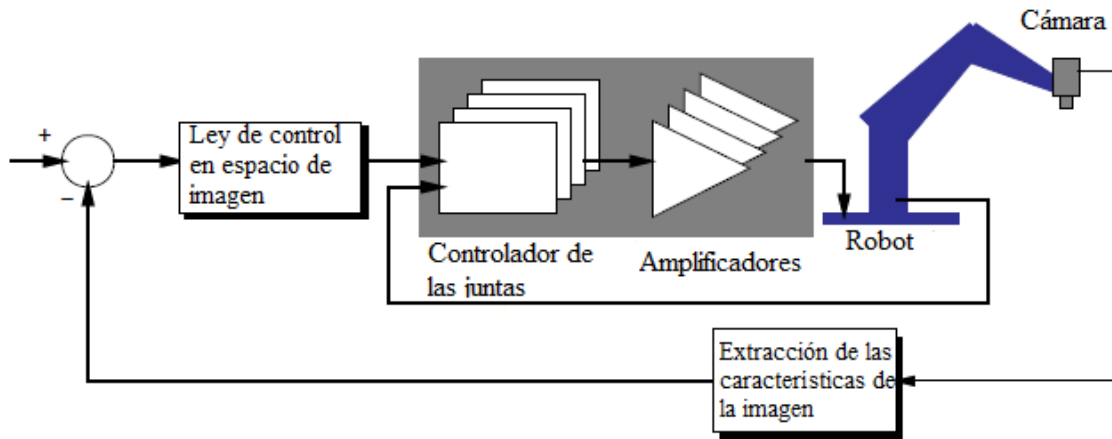 Cámara
+
Ley de control
en espacio de
imagen
−
Controlador de
las juntas
Amplificadores
Robot
Extracción de las
características de
la imagen